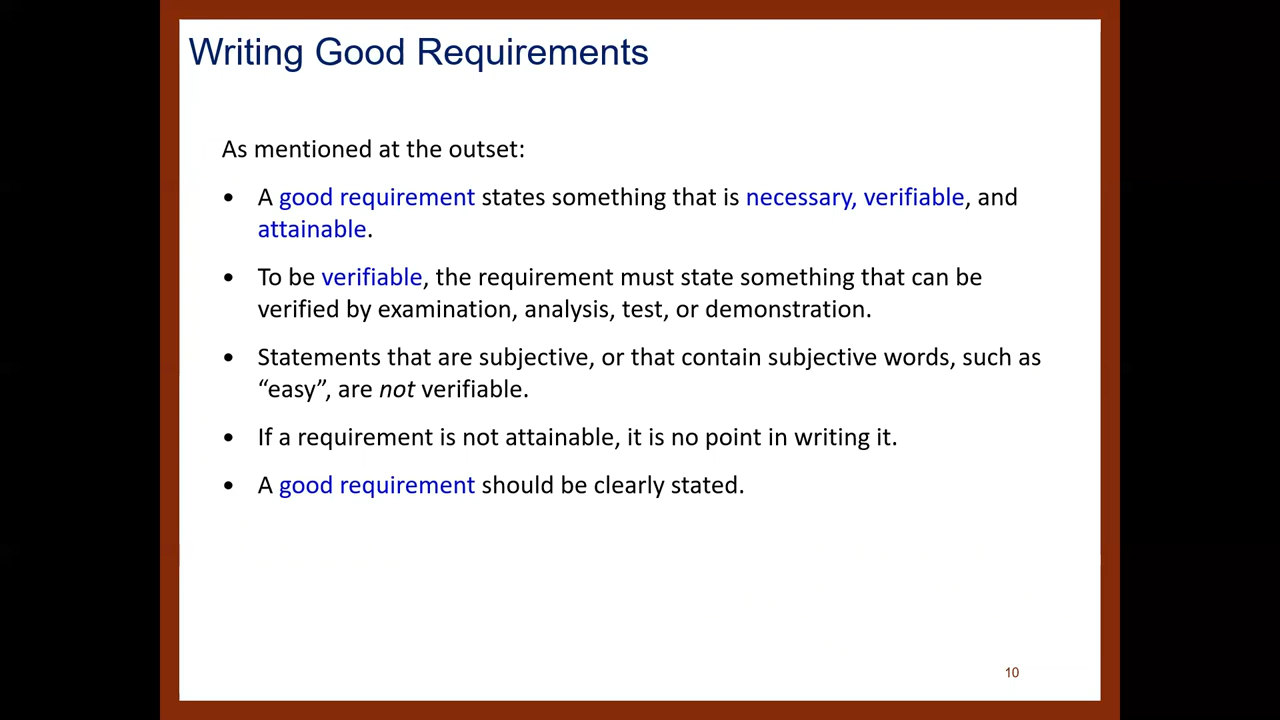 Writing Good Requirements
As mentioned at the outset:
• A good requirement states something that is necessary, verifiable, and
attainable.
• To be verifiable, the requirement must state something that can be
verified by examination, analysis, test, or demonstration.
• Statements that are subjective, or that contain subjective words, such as
“easy”, are not verifiable.
• If a requirement is not attainable, it is no point in writing it.
• A good requirement should be clearly stated.
10